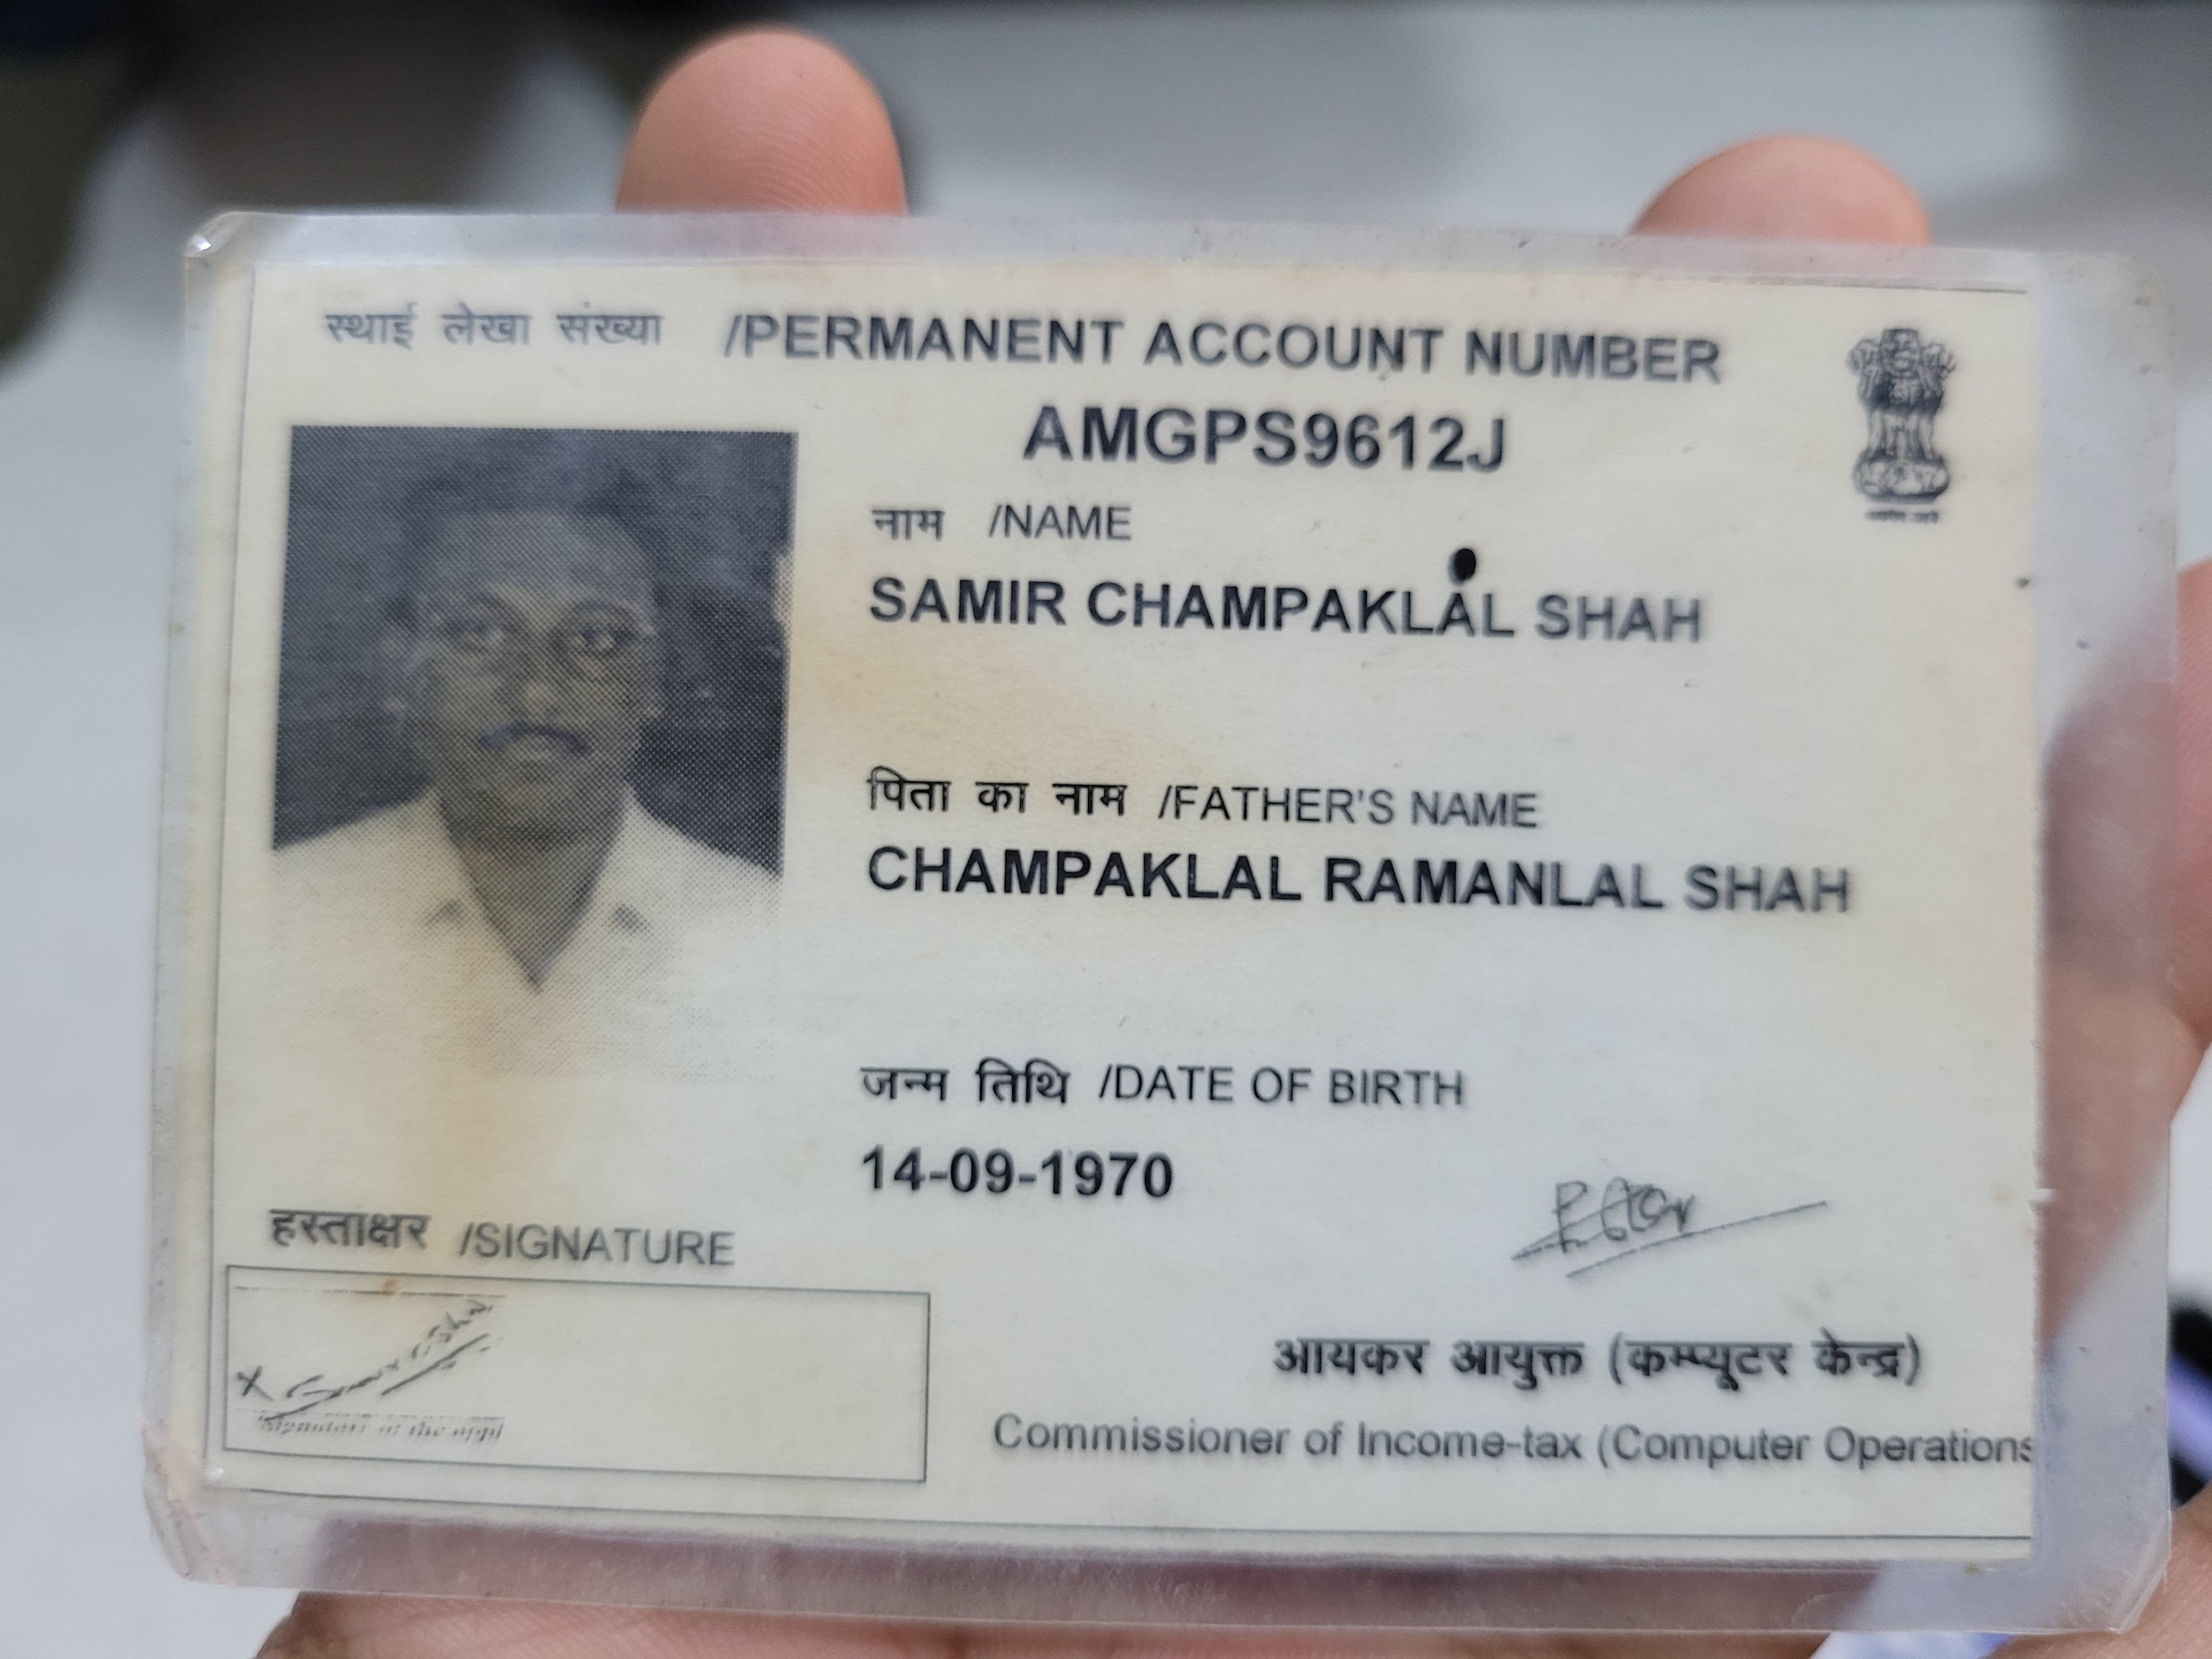 स्थाई लेखा संख्या /PERMANENT ACCOUNT NUMBER
AMGPS9612J
नाम /NAME
SAMIR CHAMPAKLAL SHAH
पिता का नाम /FATHER'S NAME
CHAMPAKLAL RAMANLAL SHAH
जन्म तिथि /DATE OF BIRTH
14-09-1970
हस्ताक्षर /SIGNATURE
आयकर आयुक्त (कम्प्यूटर केन्द्र)
Commissioner of Income-tax (Computer Operations